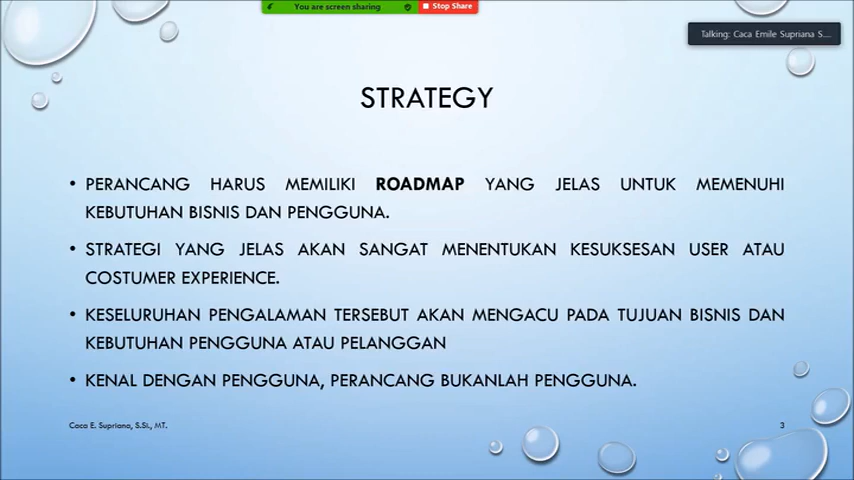 You are screen sharing
Stop Share
Talking: Caca Emile Supriana S....
STRATEGY
• PERANCANG HARUS MEMILIKI ROADMAP YANG JELAS UNTUK MEMENUHI
KEBUTUHAN BISNIS DAN PENGGUNA.
• STRATEGI YANG JELAS AKAN SANGAT MENENTUKAN KESUKSESAN USER ATAU
COSTUMER EXPERIENCE.
• KESELURUHAN PENGALAMAN TERSEBUT AKAN MENGACU PADA TUJUAN BISNIS DAN
KEBUTUHAN PENGGUNA ATAU PELANGGAN
• KENAL DENGAN PENGGUNA, PERANCANG BUKANLAH PENGGUNA.
Caca E. Supriana, S.Si., MT.
3